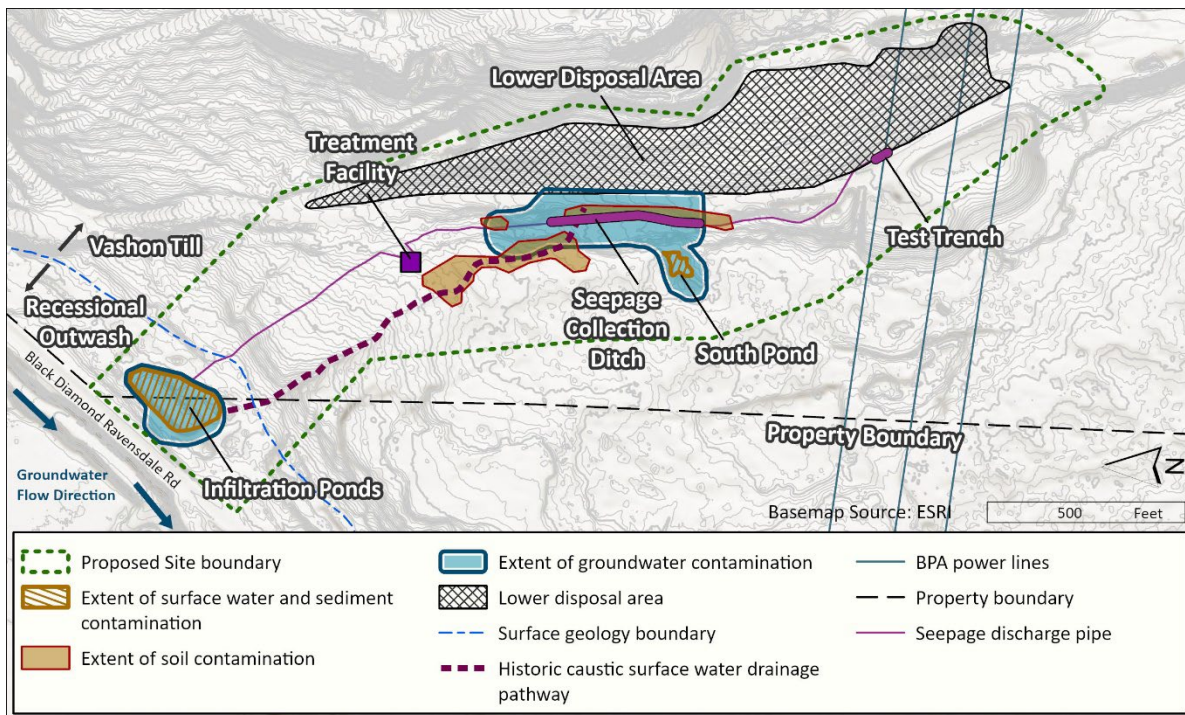 Lower Disposal Area
Treatment
Facility
Vashon Till
Recessional
Outwash
Test Trench
Seepage
Collection
Ditch
South Pond
Black Diamond Ravensdale Rd
Property Boundary
Infiltration Ponds
Groundwater
Flow Direction
N
Basemap Source: ESRI
500 Feet
Proposed Site boundary
Extent of surface water and sediment
contamination
Extent of soil contamination
Extent of groundwater contamination
Lower disposal area
Surface geology boundary
Historic caustic surface water drainage
pathway
BPA power lines
Property boundary
Seepage discharge pipe